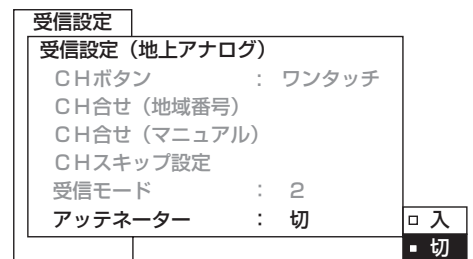 受信設定
受信設定（地上アナログ）
ＣＨボタン　：　ワンタッチ
ＣＨ合せ（地域番号）
ＣＨ合せ（マニュアル）
ＣＨスキップ設定
受信モード　：　２
アッテネーター　：　切
入
切